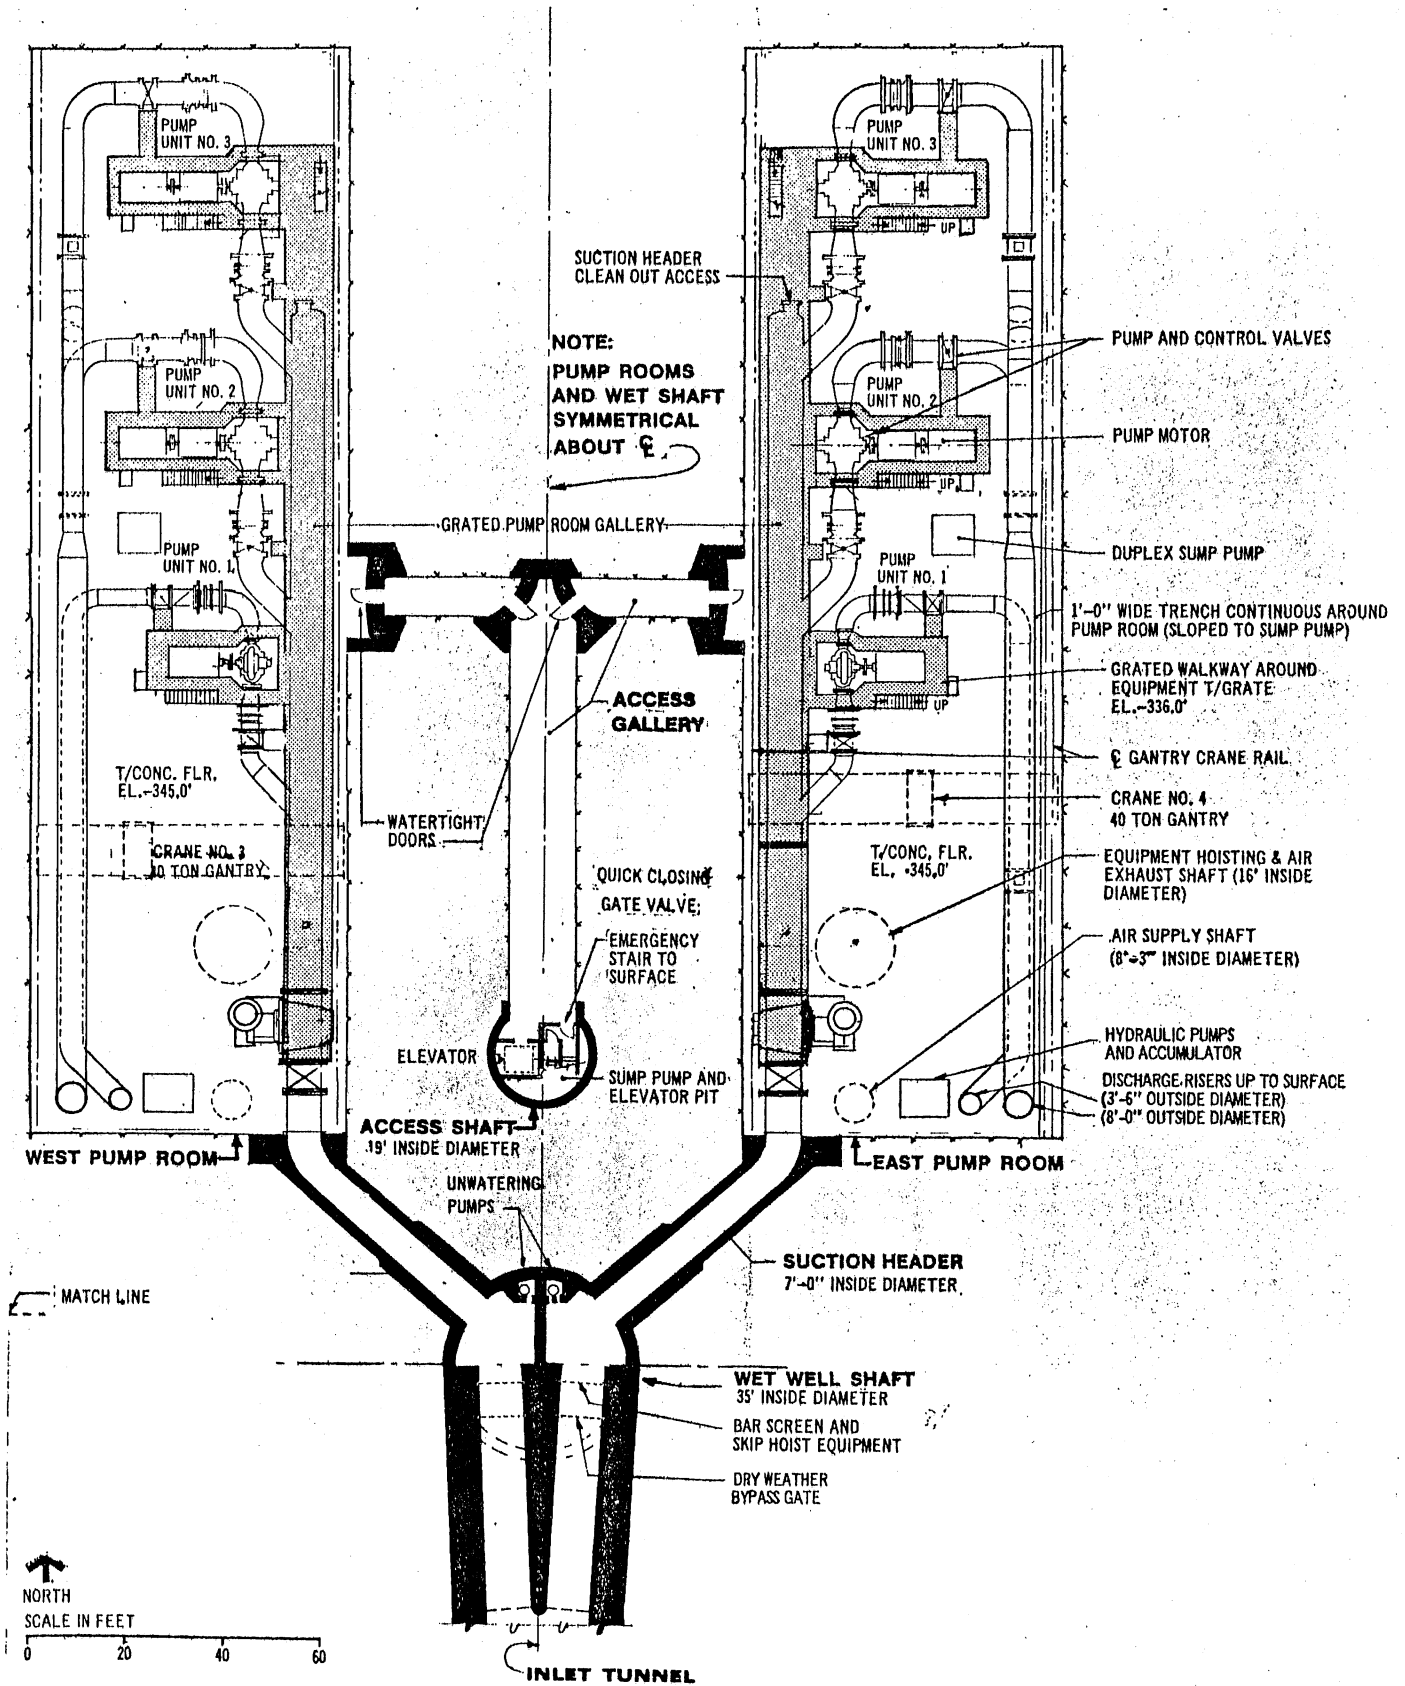 PUMP
UNIT NO. 3
PUMP
UNIT NO. 3
UP
SUCTION HEADER
CLEAN OUT ACCESS
NOTE:
PUMP ROOMS
AND WET SHAFT
SYMMETRICAL
ABOUT ℄
PUMP AND CONTROL VALVES
PUMP
UNIT NO. 2
PUMP
UNIT NO. 2
PUMP MOTOR
UP
GRATED PUMP ROOM GALLERY
DUPLEX SUMP PUMP
PUMP
UNIT NO. 1
PUMP
UNIT NO. 1
1'-0" WIDE TRENCH CONTINUOUS AROUND
PUMP ROOM (SLOPED TO SUMP PUMP)
GRATED WALKWAY AROUND
EQUIPMENT T/GRATE
EL.-336.0'
UP
ACCESS
GALLERY
℄ GANTRY CRANE RAIL
T/CONC. FLR.
EL.-345.0'
CRANE NO. 4
40 TON GANTRY
WATERTIGHT
DOORS
CRANE NO. 3
40 TON GANTRY
T/CONC. FLR.
EL. -345.0'
EQUIPMENT HOISTING & AIR
EXHAUST SHAFT (16' INSIDE
DIAMETER)
QUICK CLOSING
GATE VALVE
EMERGENCY
STAIR TO
SURFACE
AIR SUPPLY SHAFT
(8'-3" INSIDE DIAMETER)
ELEVATOR
SUMP PUMP AND
ELEVATOR PIT
HYDRAULIC PUMPS
AND ACCUMULATOR
DISCHARGE RISERS UP TO SURFACE
(3'-6" OUTSIDE DIAMETER)
(8'-0" OUTSIDE DIAMETER)
ACCESS SHAFT
19' INSIDE DIAMETER
WEST PUMP ROOM
EAST PUMP ROOM
UNWATERING
PUMPS
SUCTION HEADER
7'-0" INSIDE DIAMETER
MATCH LINE
WET WELL SHAFT
35' INSIDE DIAMETER
BAR SCREEN AND
SKIP HOIST EQUIPMENT
DRY WEATHER
BYPASS GATE
NORTH
SCALE IN FEET
0 20 40 60
INLET TUNNEL